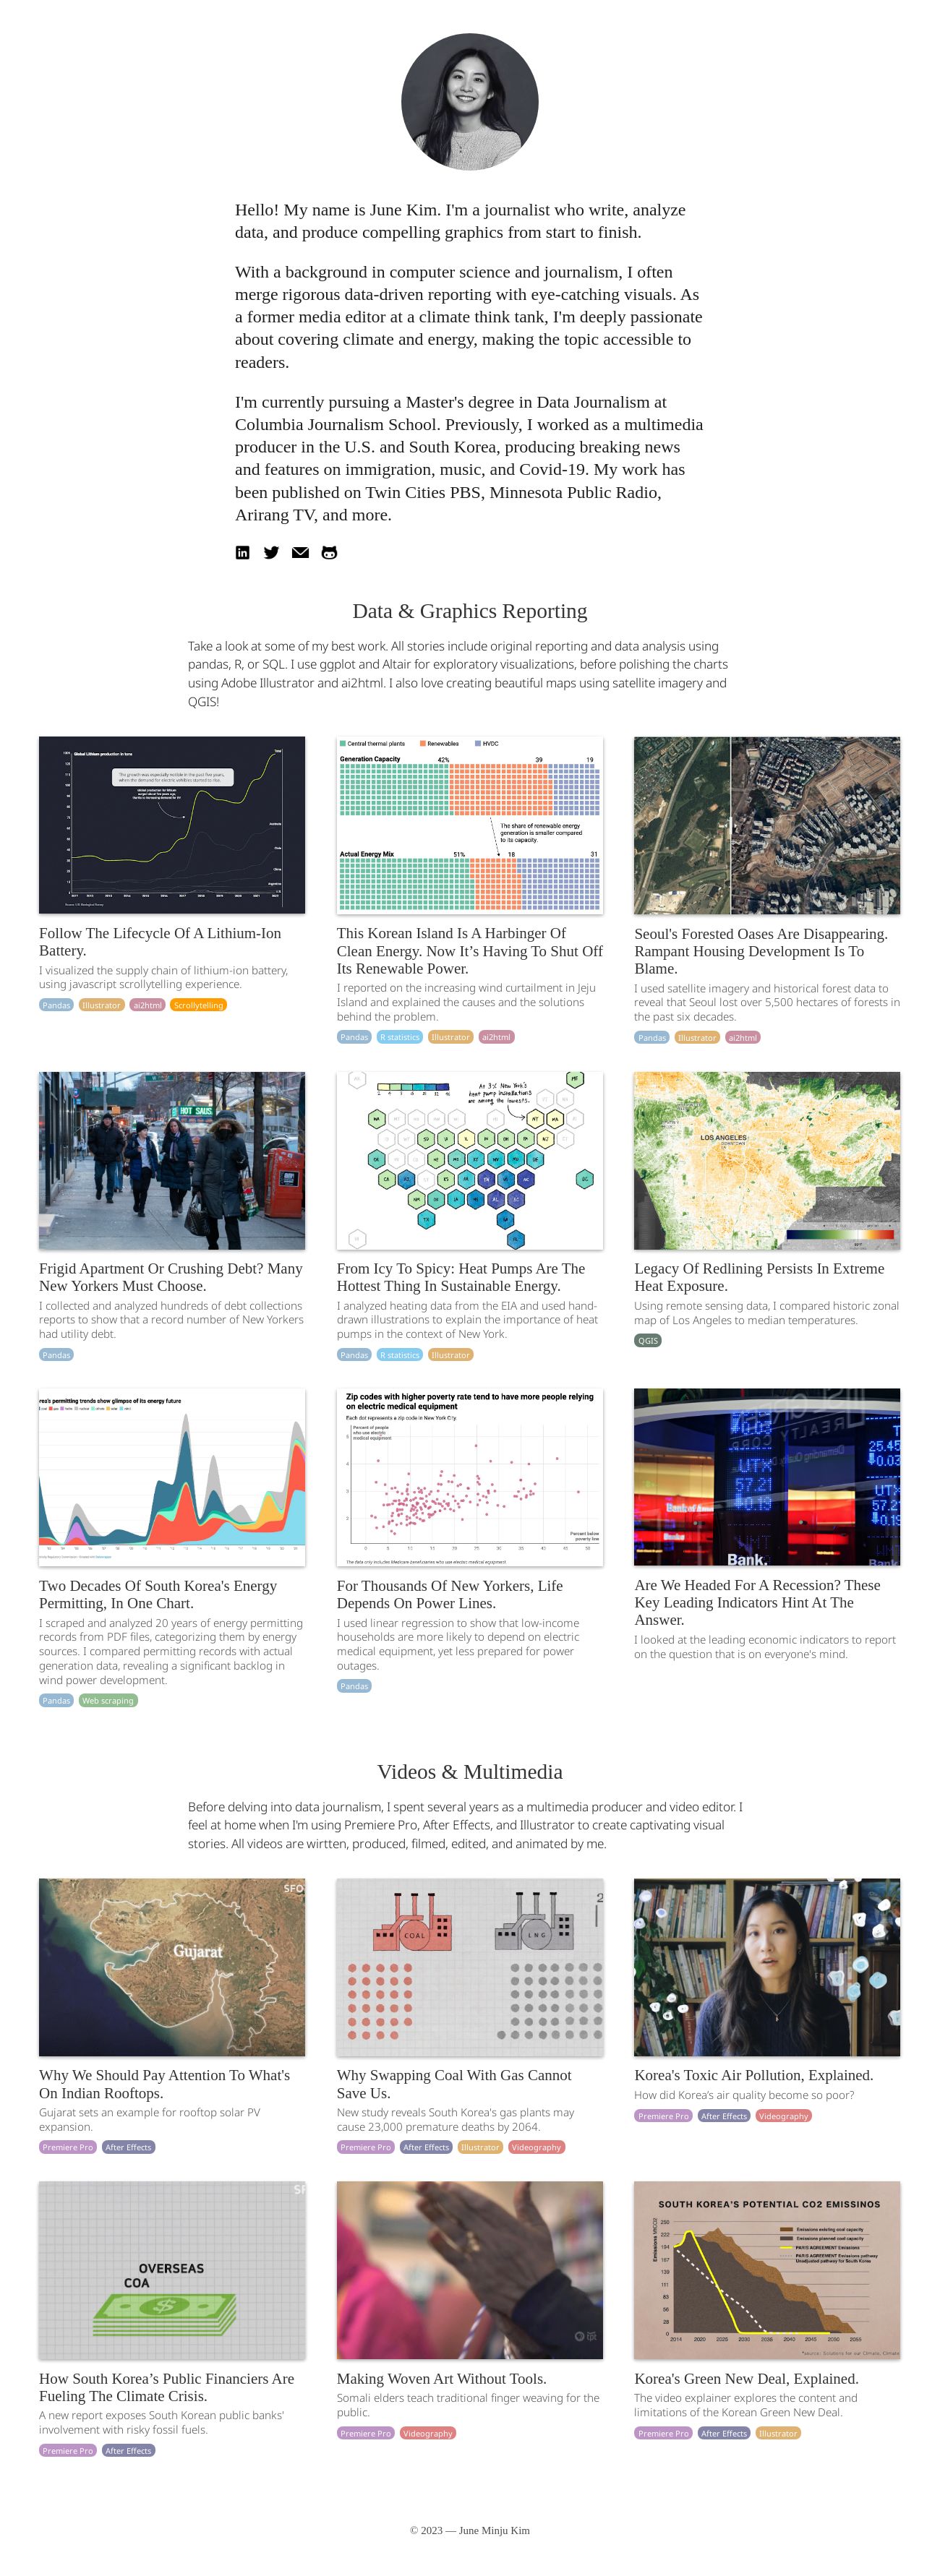 Hello! My name is June Kim. I'm a journalist who write, analyze
data, and produce compelling graphics from start to finish.
With a background in computer science and journalism, I often
merge rigorous data-driven reporting with eye-catching visuals. As
a former media editor at a climate think tank, I'm deeply passionate
about covering climate and energy, making the topic accessible to
readers.
I'm currently pursuing a Master's degree in Data Journalism at
Columbia Journalism School. Previously, I worked as a multimedia
producer in the U.S. and South Korea, producing breaking news
and features on immigration, music, and Covid-19. My work has
been published on Twin Cities PBS, Minnesota Public Radio,
Arirang TV, and more.
Data & Graphics Reporting
Take a look at some of my best work. All stories include original reporting and data analysis using
pandas, R, or SQL. I use ggplot and Altair for exploratory visualizations, before polishing the charts
using Adobe Illustrator and ai2html. I also love creating beautiful maps using satellite imagery and
QGIS!
Global Lithium production in tons
Follow The Lifecycle Of A Lithium-Ion
Battery.
I visualized the supply chain of lithium-ion battery,
using javascript scrollytelling experience.
Pandas Illustrator ai2html Scrollytelling
Central thermal plants Renewables HVDC
Generation Capacity 42% 39 19
The share of renewable energy
generation is smaller compared
to its capacity.
Actual Energy Mix 51% 18 31
This Korean Island Is A Harbinger Of
Clean Energy. Now It’s Having To Shut Off
Its Renewable Power.
I reported on the increasing wind curtailment in Jeju
Island and explained the causes and the solutions
behind the problem.
Pandas R statistics Illustrator ai2html
Seoul's Forested Oases Are Disappearing.
Rampant Housing Development Is To
Blame.
I used satellite imagery and historical forest data to
reveal that Seoul lost over 5,500 hectares of forests in
the past six decades.
Pandas Illustrator ai2html
HOT SAUS
Frigid Apartment Or Crushing Debt? Many
New Yorkers Must Choose.
I collected and analyzed hundreds of debt collections
reports to show that a record number of New Yorkers
had utility debt.
Pandas
At 3%, New York's
heat pump installations
are among the lowests.
From Icy To Spicy: Heat Pumps Are The
Hottest Thing In Sustainable Energy.
I analyzed heating data from the EIA and used hand-
drawn illustrations to explain the importance of heat
pumps in the context of New York.
Pandas R statistics Illustrator
LOS ANGELES
Legacy Of Redlining Persists In Extreme
Heat Exposure.
Using remote sensing data, I compared historic zonal
map of Los Angeles to median temperatures.
QGIS
rea's permitting trends show glimpse of its energy future
Two Decades Of South Korea's Energy
Permitting, In One Chart.
I scraped and analyzed 20 years of energy permitting
records from PDF files, categorizing them by energy
sources. I compared permitting records with actual
generation data, revealing a significant backlog in
wind power development.
Pandas Web scraping
Zip codes with higher poverty rate tend to have more people relying
on electric medical equipment
Each dot represents a zip code in New York City.
Percent of people
who use electric
medical equipment
Percent below
poverty line
The data only includes Medicare beneficiaries who use electric medical equipment
For Thousands Of New Yorkers, Life
Depends On Power Lines.
I used linear regression to show that low-income
households are more likely to depend on electric
medical equipment, yet less prepared for power
outages.
Pandas
UTX
57.21
Bank.
Are We Headed For A Recession? These
Key Leading Indicators Hint At The
Answer.
I looked at the leading economic indicators to report
on the question that is on everyone's mind.
Videos & Multimedia
Before delving into data journalism, I spent several years as a multimedia producer and video editor. I
feel at home when I'm using Premiere Pro, After Effects, and Illustrator to create captivating visual
stories. All videos are wirtten, produced, filmed, edited, and animated by me.
SFO
Gujarat
Why We Should Pay Attention To What's
On Indian Rooftops.
Gujarat sets an example for rooftop solar PV
expansion.
Premiere Pro After Effects
COAL LNG
2
Why Swapping Coal With Gas Cannot
Save Us.
New study reveals South Korea's gas plants may
cause 23,000 premature deaths by 2064.
Premiere Pro After Effects Illustrator Videography
Korea's Toxic Air Pollution, Explained.
How did Korea’s air quality become so poor?
Premiere Pro After Effects Videography
SF
OVERSEAS
COA
How South Korea’s Public Financiers Are
Fueling The Climate Crisis.
A new report exposes South Korean public banks'
involvement with risky fossil fuels.
Premiere Pro After Effects
Making Woven Art Without Tools.
Somali elders teach traditional finger weaving for the
public.
Premiere Pro Videography
SOUTH KOREA'S POTENTIAL CO2 EMISSINOS
Emissions existing coal capacity
Emissions planned coal capacity
PARIS AGREEMENT Emissions
PARIS AGREEMENT Emissions pathway
Unadjusted pathway for South Korea
Korea's Green New Deal, Explained.
The video explainer explores the content and
limitations of the Korean Green New Deal.
Premiere Pro After Effects Illustrator
© 2023 — June Minju Kim